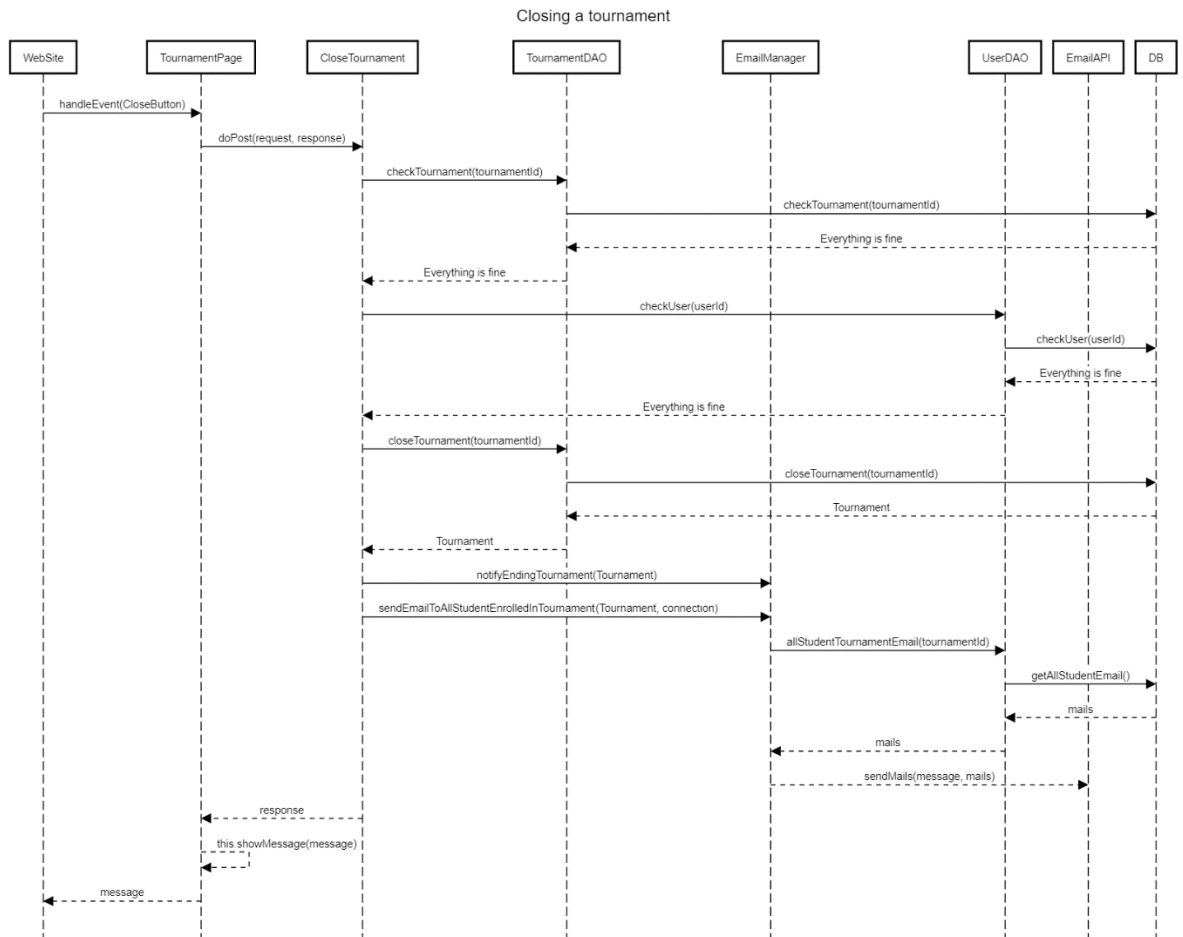 Closing a tournament
WebSite
TournamentPage
CloseTournament
TournamentDAO
EmailManager
UserDAO
EmailAPI
DB
handleEvent(CloseButton)
doPost(request, response)
checkTournament(tournamentId)
checkTournament(tournamentId)
Everything is fine
Everything is fine
checkUser(userId)
checkUser(userId)
Everything is fine
Everything is fine
closeTournament(tournamentId)
closeTournament(tournamentId)
Tournament
Tournament
notifyEndingTournament(Tournament)
sendEmailToAllStudentEnrolledInTournament(Tournament, connection)
allStudentTournamentEmail(tournamentId)
getAllStudentEmail()
mails
mails
sendMails(message, mails)
response
this.showMessage(message)
message